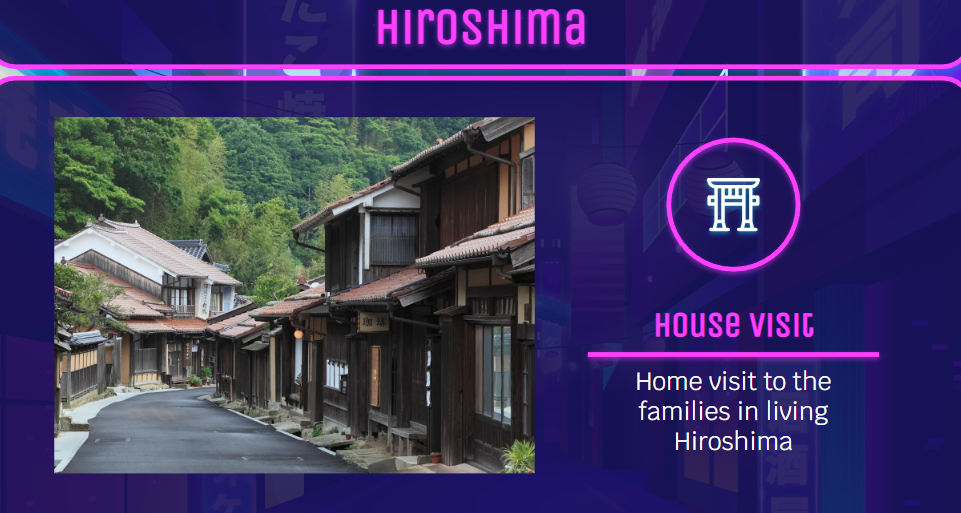 Hiroshima
House Visit
Home visit to the
families in living
Hiroshima